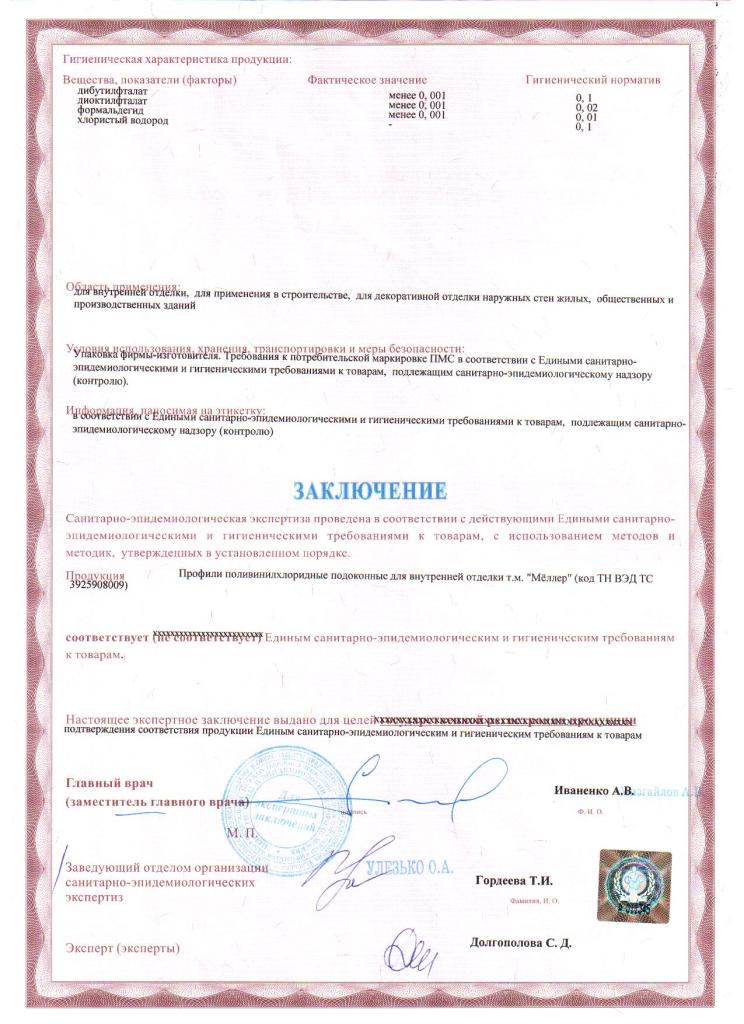 Гигиеническая характеристика продукции:
Вещества, показатели (факторы) Фактическое значение Гигиенический норматив
дибутилфталат менее 0, 001 0, 1
диоктилфталат менее 0, 001 0, 02
формальдегид менее 0, 001 0, 01
хлористый водород - 0, 1
Область применения:
для внутренней отделки, для применения в строительстве, для декоративной отделки наружных стен жилых, общественных и
производственных зданий
Условия использования, хранения, транспортировки и меры безопасности:
Упаковка фирмы-изготовителя. Требования к потребительской маркировке ПМС в соответствии с Едиными санитарно-
эпидемиологическими и гигиеническими требованиями к товарам, подлежащим санитарно-эпидемиологическому надзору
(контролю).
Информация, наносимая на этикетку:
в соответствии с Едиными санитарно-эпидемиологическими и гигиеническими требованиями к товарам, подлежащим санитарно-
эпидемиологическому надзору (контролю)
ЗАКЛЮЧЕНИЕ
Санитарно-эпидемиологическая экспертиза проведена в соответствии с действующими Едиными санитарно-
эпидемиологическими и гигиеническими требованиями к товарам, с использованием методов и
методик, утвержденных в установленном порядке.
Продукция Профили поливинилхлоридные подоконные для внутренней отделки т.м. "Мёллер" (код ТН ВЭД ТС
3925908009)
соответствует (не соответствует) Единым санитарно-эпидемиологическим и гигиеническим требованиям
к товарам.
Настоящее экспертное заключение выдано для целей государственной регистрации продукции
подтверждения соответствия продукции Единым санитарно-эпидемиологическим и гигиеническим требованиям к товарам
Главный врач
(заместитель главного врача)
Иваненко А.В.
подпись
Ф. И. О.
Для
экспертных
заключений
М. П.
Заведующий отделом организации
санитарно-эпидемиологических
экспертиз
УЛЕЗЬКО О.А.
Гордеева Т.И.
Фамилия, И. О.
Эксперт (эксперты)
Долгополова С. Д.